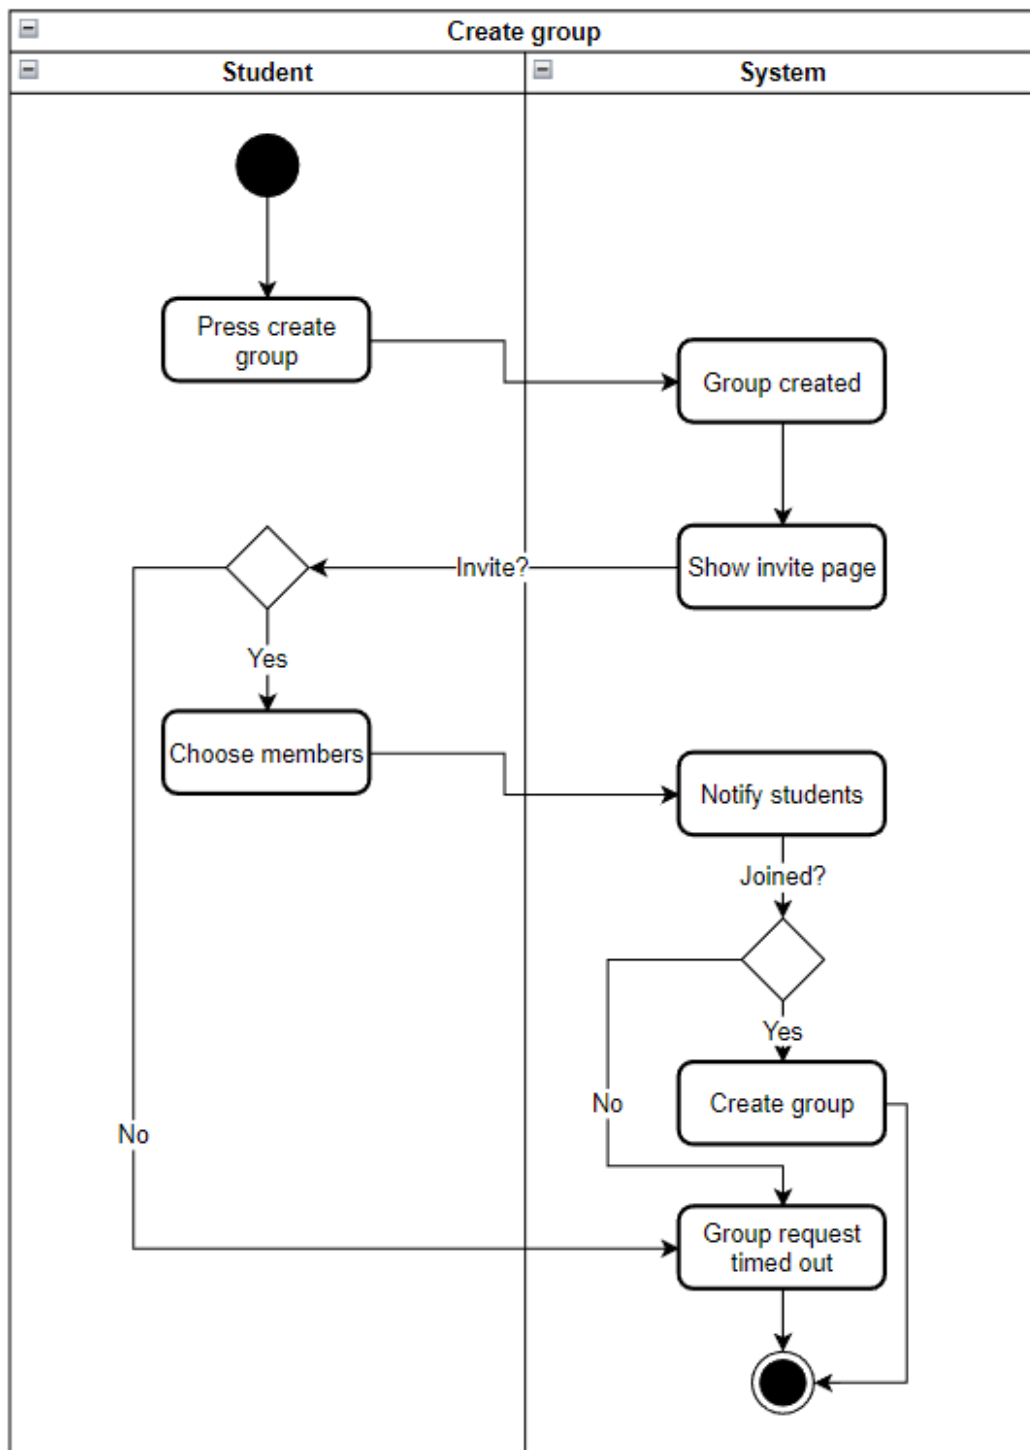 Create group
Student
System
Press create
group
Group created
Show invite page
Invite?
Yes
Choose members
Notify students
Joined?
Yes
Create group
No
No
Group request
timed out